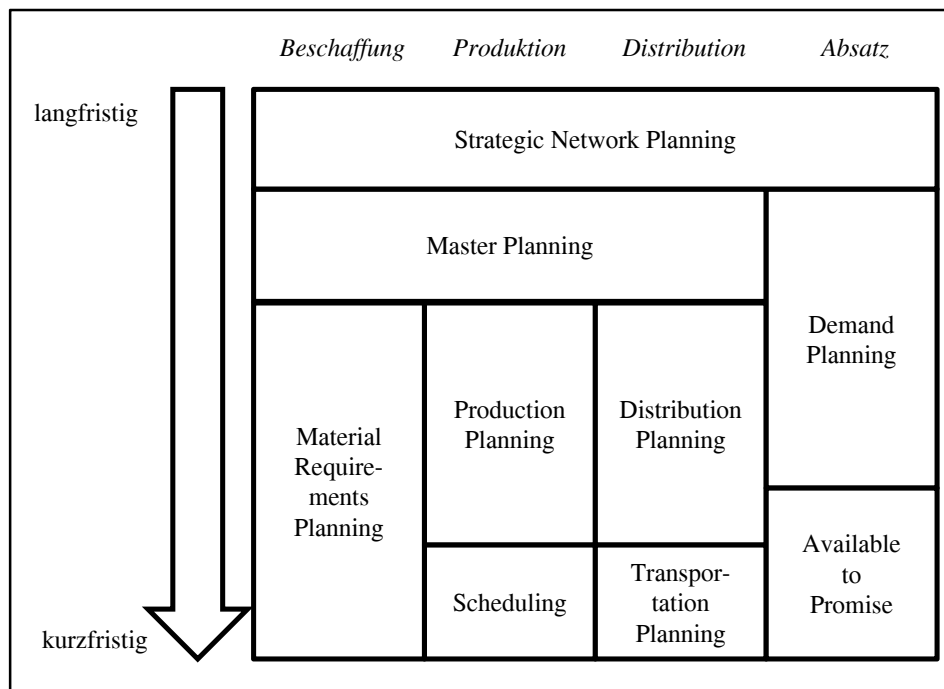 Beschaffung Produktion Distribution Absatz
langfristig
Strategic Network Planning
Master Planning
Demand
Planning
Production
Planning
Distribution
Planning
Material
Require-
ments
Planning
Available
to
Promise
Scheduling
Transpor-
tation
Planning
kurzfristig